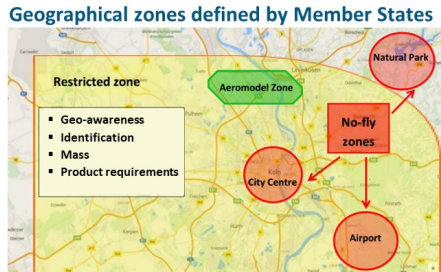 Geographical zones defined by Member States
Natural Park
Restricted zone
Aeromodel Zone
▪ Geo-awareness
▪ Identification
▪ Mass
▪ Product requirements
No-fly
zones
City Centre
Airport